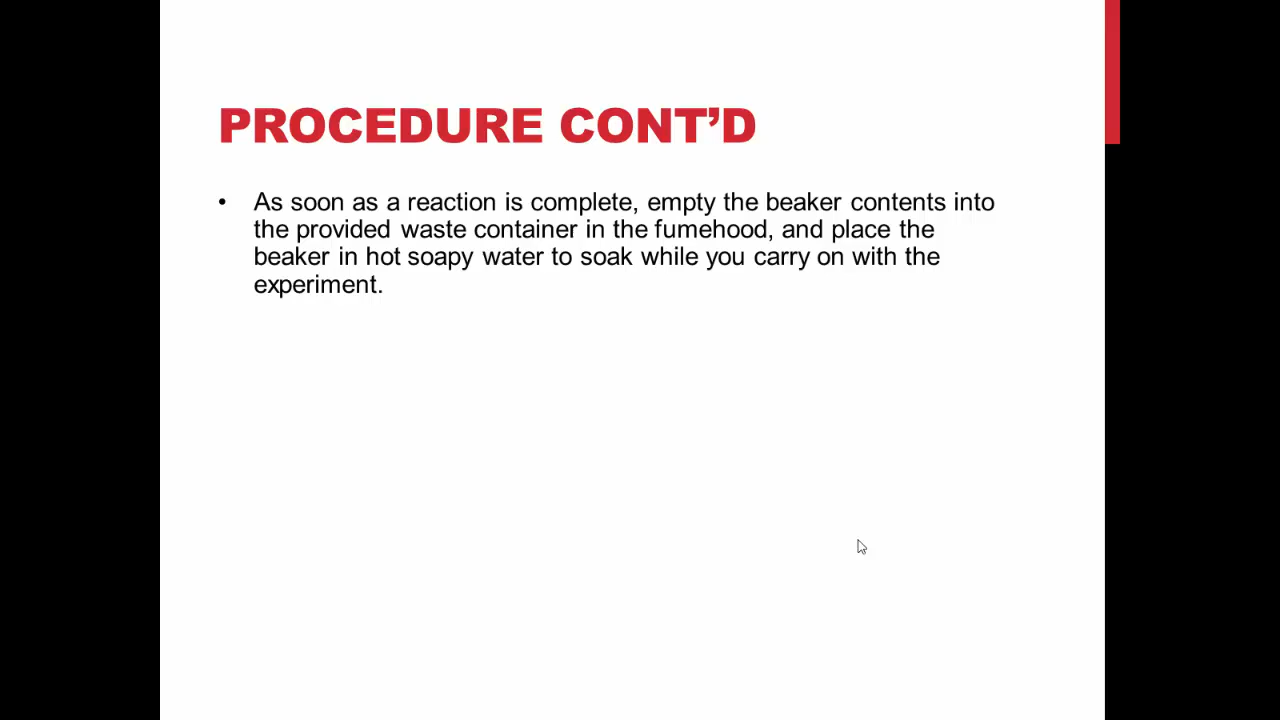 PROCEDURE CONT’D
• As soon as a reaction is complete, empty the beaker contents into
the provided waste container in the fumehood, and place the
beaker in hot soapy water to soak while you carry on with the
experiment.